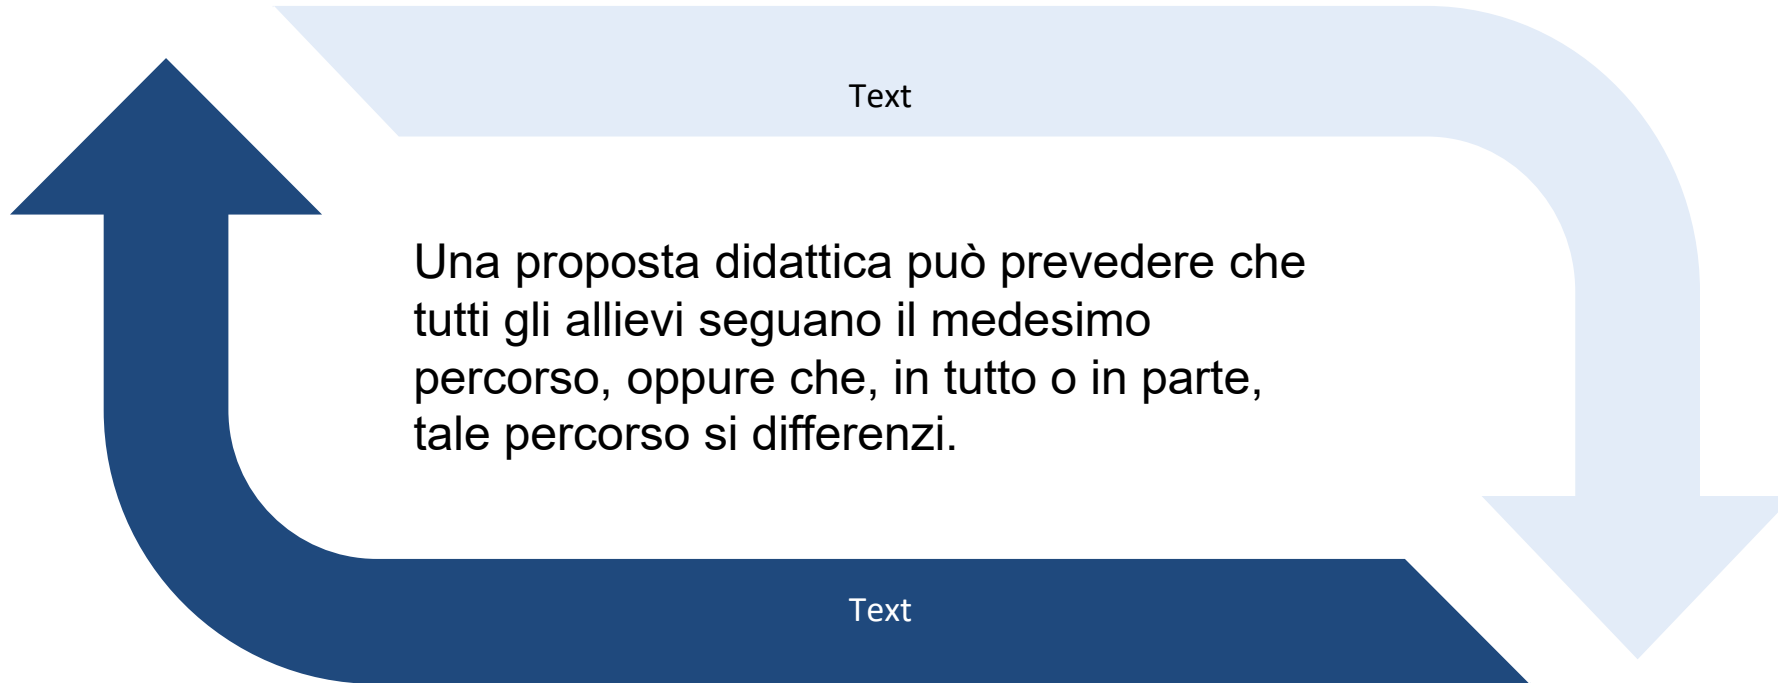 Text
Una proposta didattica può prevedere che
tutti gli allievi seguano il medesimo
percorso, oppure che, in tutto o in parte,
tale percorso si differenzi.
Text